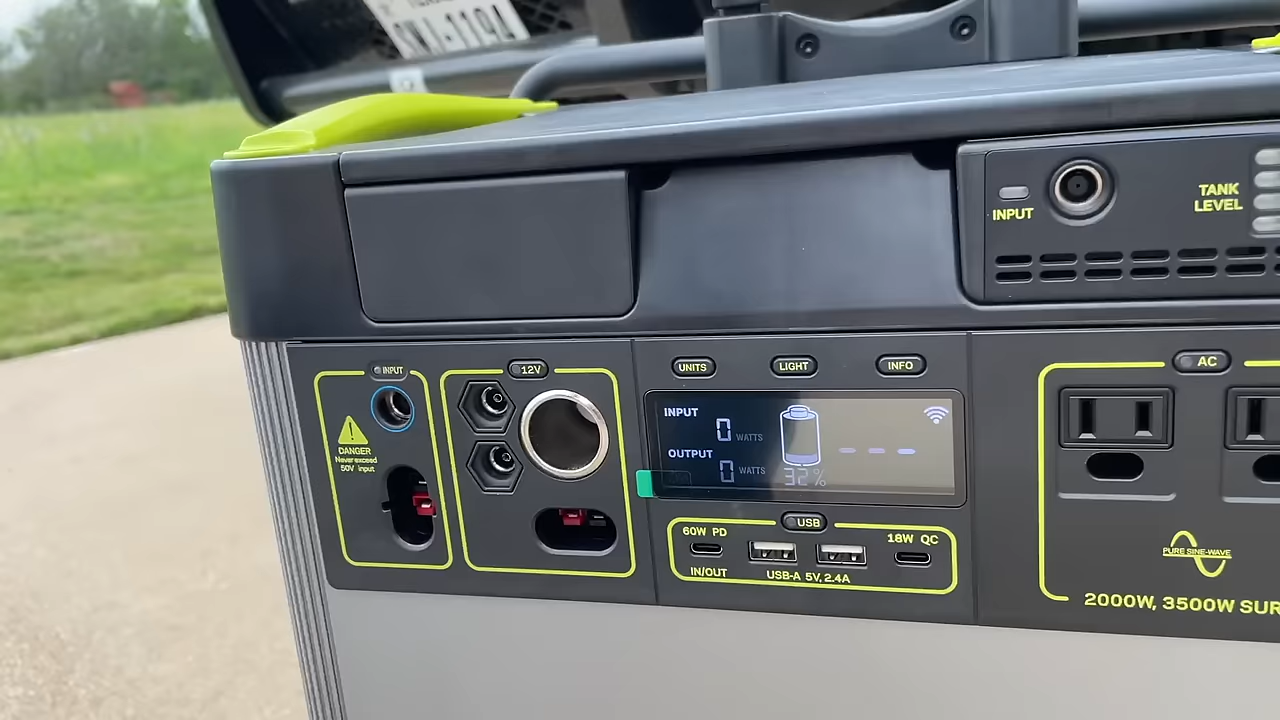 SWJ-1194
INPUT
TANK
LEVEL
INPUT
DANGER
Never exceed
50V input
12V
UNITS
LIGHT
INFO
INPUT
0 WATTS
OUTPUT
0 WATTS
32%
- - -
USB
60W PD
18W QC
IN/OUT
USB-A 5V, 2.4A
AC
PURE SINE-WAVE
2000W, 3500W SUR